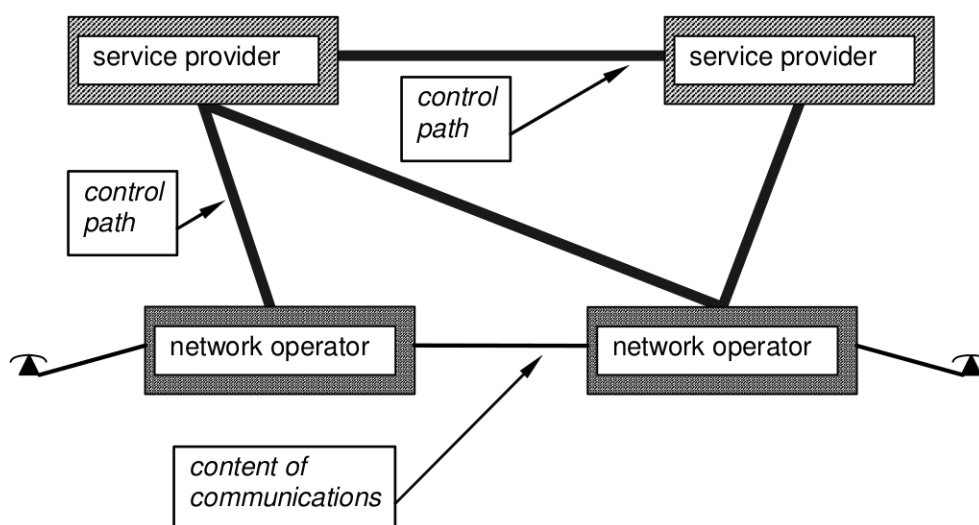 service provider
service provider
control
path
control
path
network operator
network operator
content of
communications